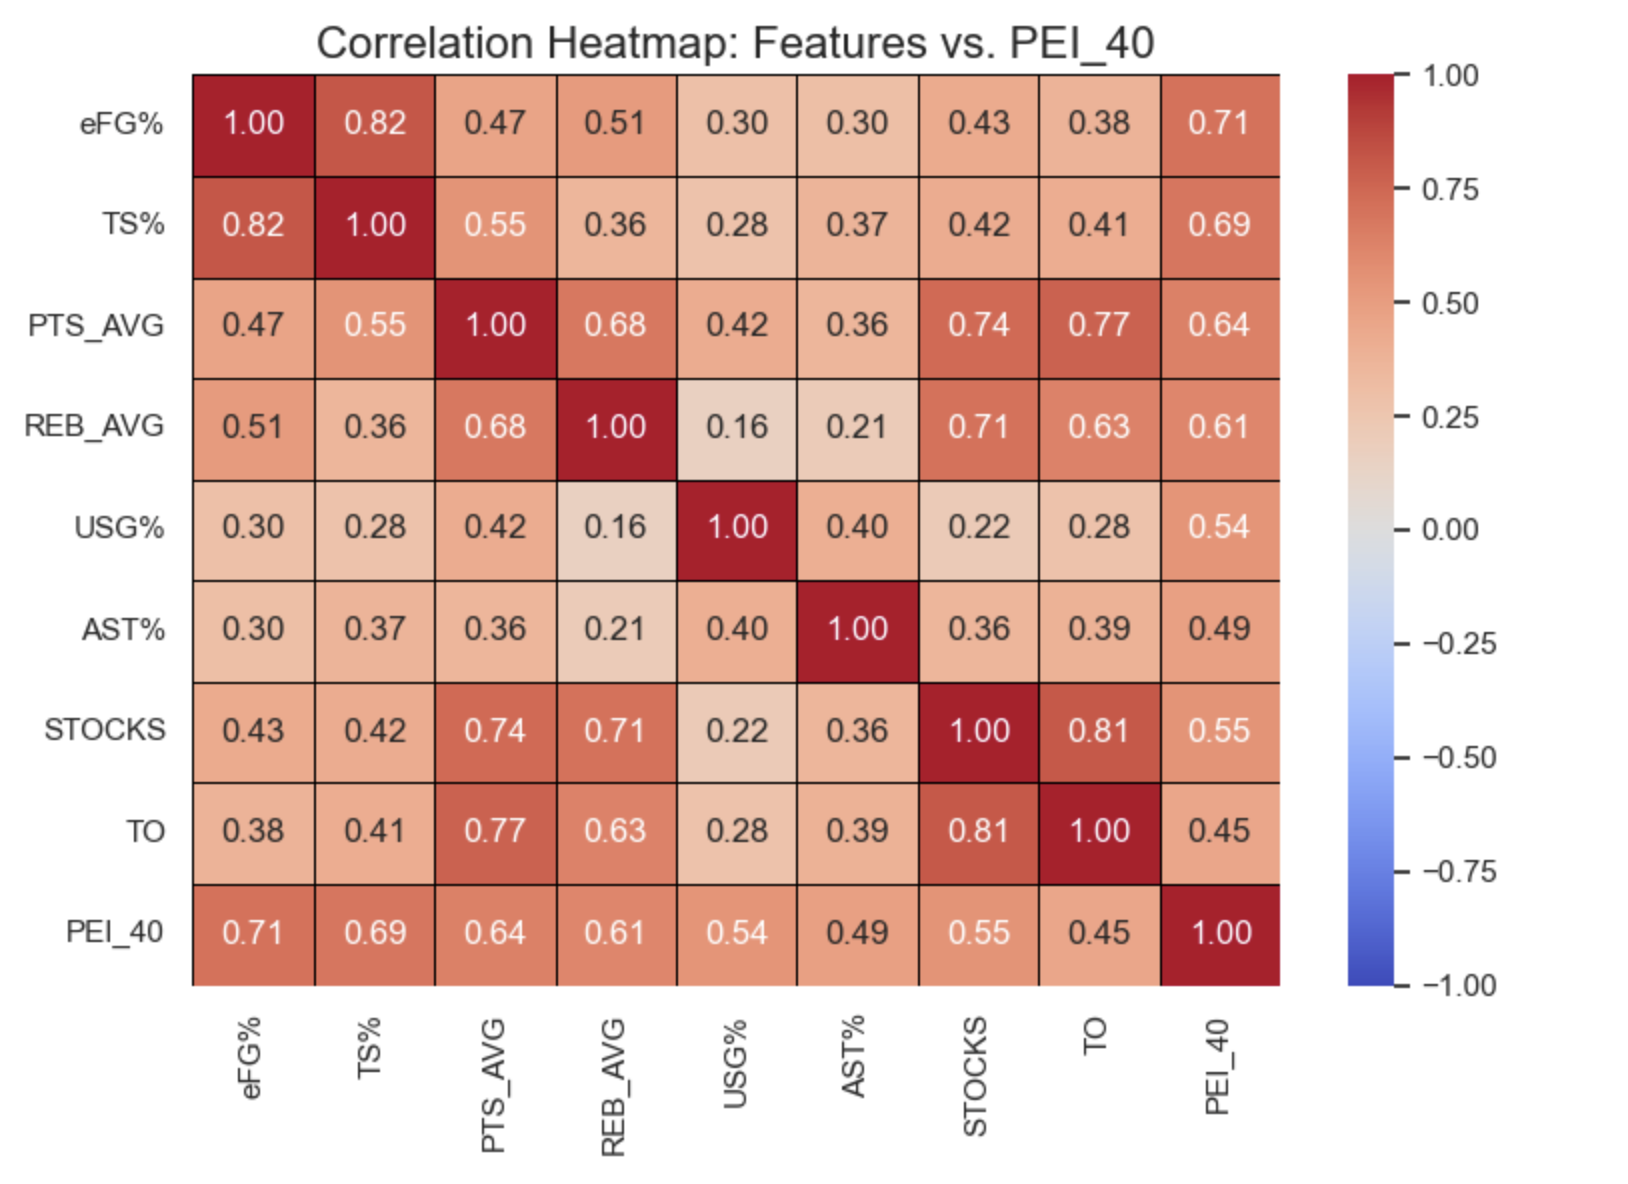 Correlation Heatmap: Features vs. PEI_40
eFG% 1.00 0.82 0.47 0.51 0.30 0.30 0.43 0.38 0.71
TS% 0.82 1.00 0.55 0.36 0.28 0.37 0.42 0.41 0.69
PTS_AVG 0.47 0.55 1.00 0.68 0.42 0.36 0.74 0.77 0.64
REB_AVG 0.51 0.36 0.68 1.00 0.16 0.21 0.71 0.63 0.61
USG% 0.30 0.28 0.42 0.16 1.00 0.40 0.22 0.28 0.54
AST% 0.30 0.37 0.36 0.21 0.40 1.00 0.36 0.39 0.49
STOCKS 0.43 0.42 0.74 0.71 0.22 0.36 1.00 0.81 0.55
TO 0.38 0.41 0.77 0.63 0.28 0.39 0.81 1.00 0.45
PEI_40 0.71 0.69 0.64 0.61 0.54 0.49 0.55 0.45 1.00
eFG% TS% PTS_AVG REB_AVG USG% AST% STOCKS TO PEI_40
1.00
0.75
0.50
0.25
0.00
−0.25
−0.50
−0.75
−1.00